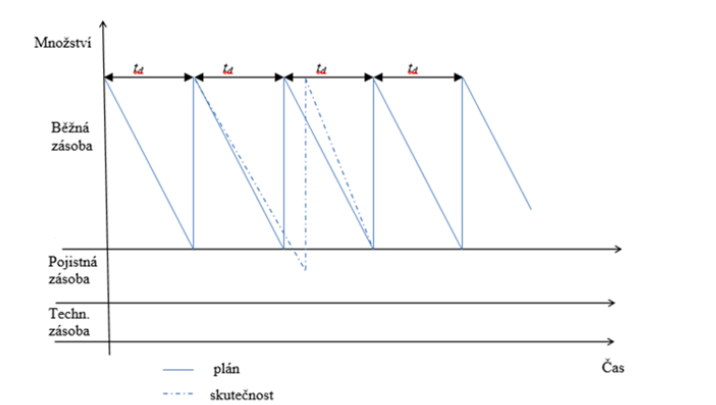 Množství
td td td td
Běžná
zásoba
Pojistná
zásoba
Techn.
zásoba
Čas
plán
skutečnost